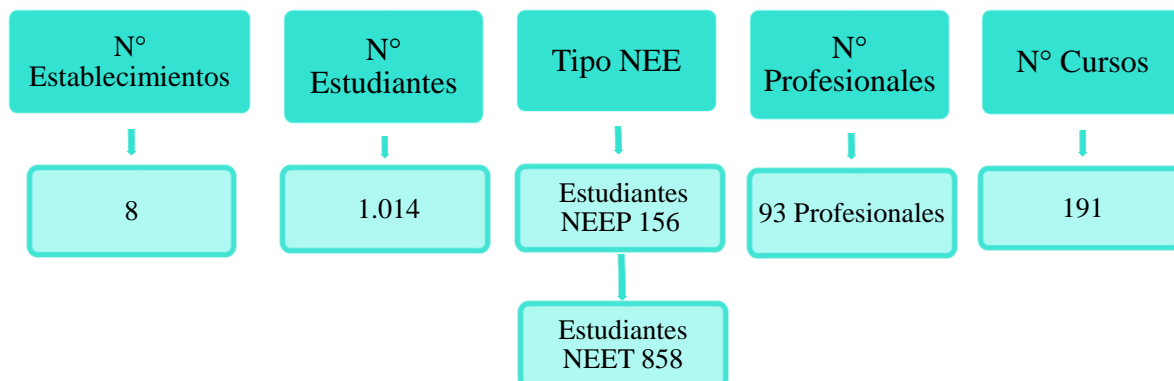 N°
Establecimientos
8
N°
Estudiantes
1.014
Tipo NEE
Estudiantes
NEEP 156
Estudiantes
NEET 858
N°
Profesionales
93 Profesionales
N° Cursos
191